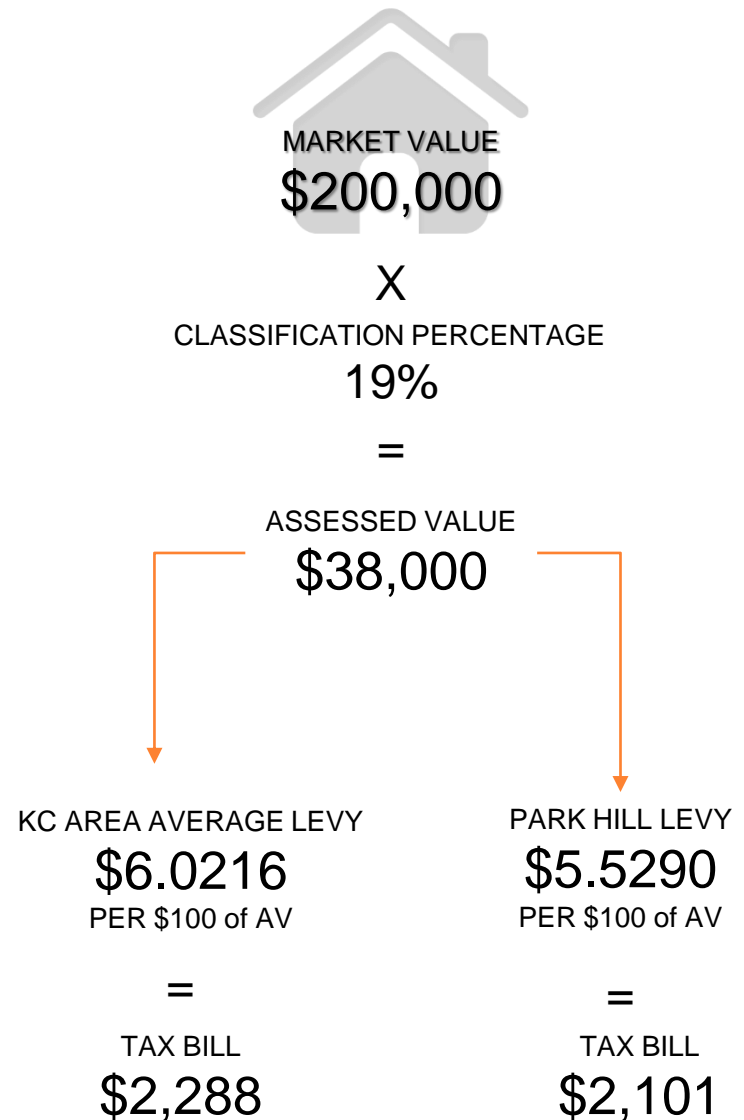 MARKET VALUE
$200,000
X
CLASSIFICATION PERCENTAGE
19%
=
ASSESSED VALUE
$38,000
KC AREA AVERAGE LEVY
$6.0216
PER $100 of AV
=
TAX BILL
$2,288
PARK HILL LEVY
$5.5290
PER $100 of AV
=
TAX BILL
$2,101